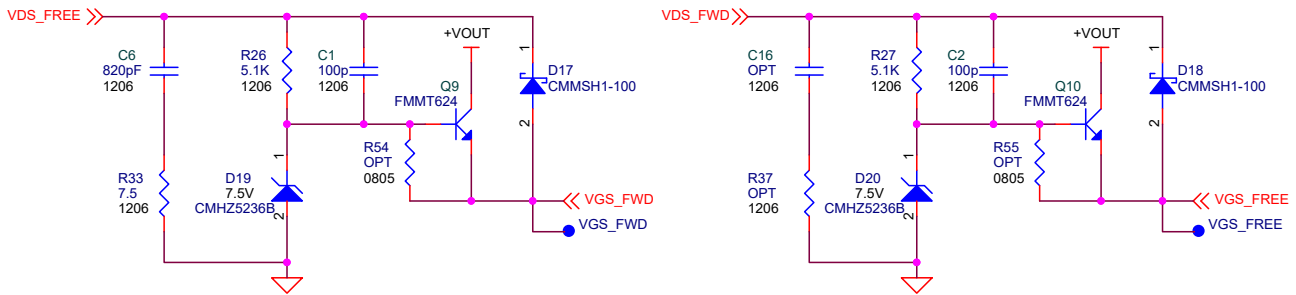 VDS_FREE
+VOUT
C6
820pF
1206
R26
5.1K
1206
C1
100p
1206
Q9
FMMT624
1
D17
CMMSH1-100
2
R54
OPT
0805
R33
7.5
1206
1
D19
7.5V
CMHZ5236B
2
VGS_FWD
VGS_FWD
VDS_FWD
+VOUT
C16
OPT
1206
R27
5.1K
1206
C2
100p
1206
Q10
FMMT624
1
D18
CMMSH1-100
2
R55
OPT
0805
R37
OPT
1206
1
D20
7.5V
CMHZ5236B
2
VGS_FREE
VGS_FREE